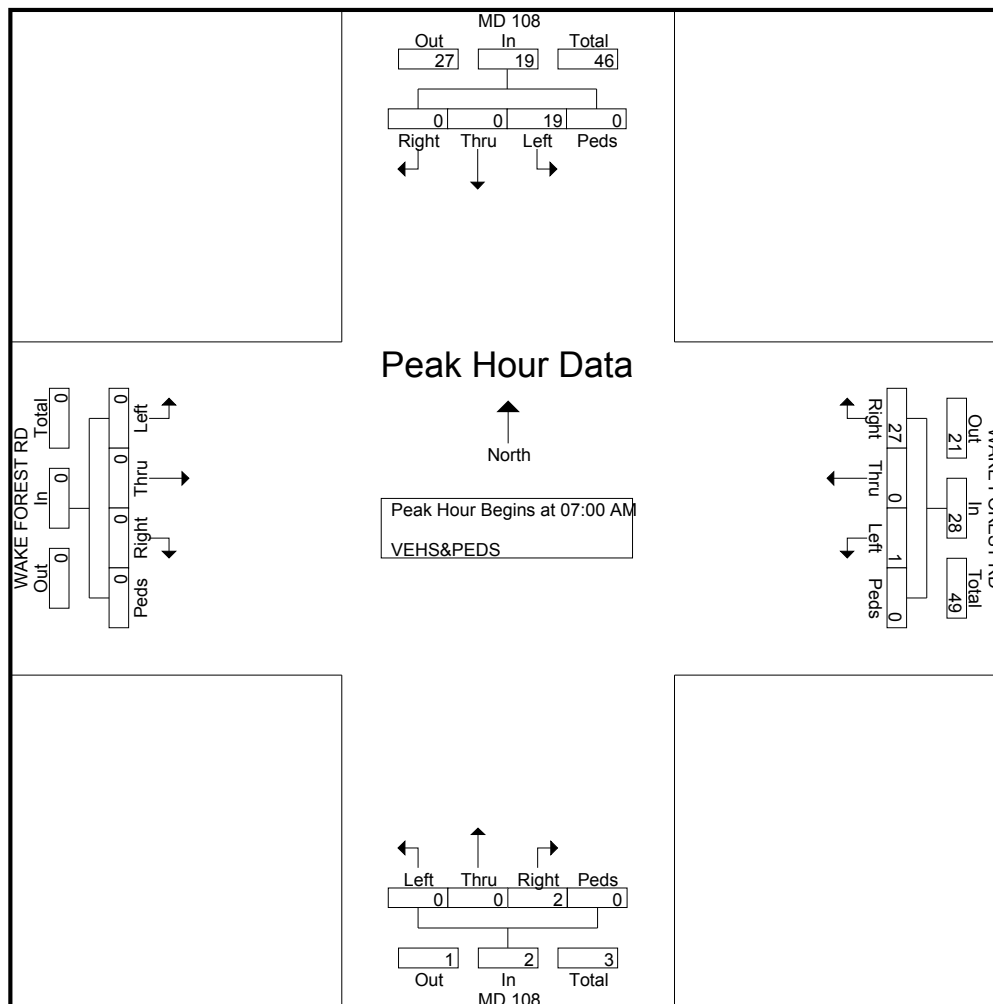 MD 108
Out In Total
27 19 46
0 0 19 0
Right Thru Left Peds
Peak Hour Data
North
Peak Hour Begins at 07:00 AM
VEHS&PEDS
WAKE FOREST RD
Total In Out
0 0 0
0 0 0 0
Left Thru Right Peds
Right Thru Left Peds
27 0 1 0
21 28 49
Out In Total
WAKE FOREST RD
Left Thru Right Peds
0 0 2 0
1 2 3
Out In Total
MD 108